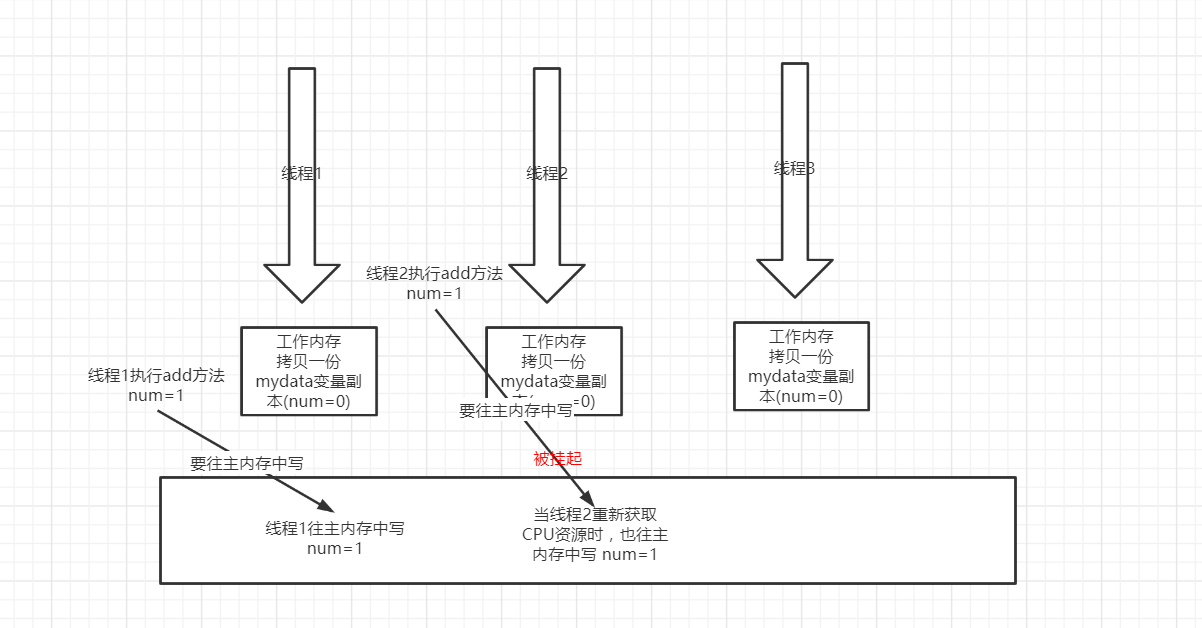 线程1
线程2
线程3
线程2执行add方法
num=1
工作内存
拷贝一份
mydata变量副
本(num=0)
工作内存
拷贝一份
mydata变量副
=0)
工作内存
拷贝一份
mydata变量副
本(num=0)
线程1执行add方法
num=1
要往主内存中写
要往主内存中写
被挂起
线程1往主内存中写
num=1
当线程2重新获取
CPU资源时，也往主
内存中写 num=1